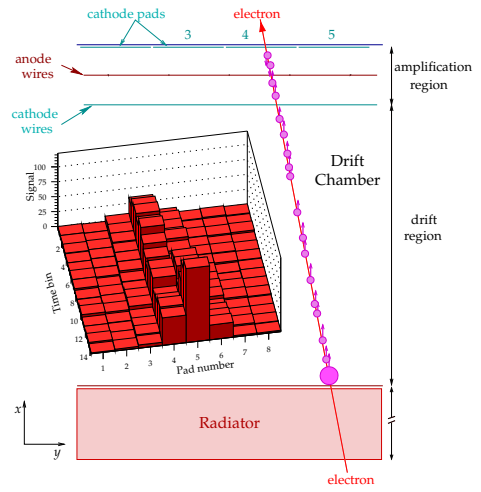 electron
cathode pads
3 4 5
anode
wires
amplification
region
cathode
wires
Drift
Chamber
drift
region
Signal
100
75
50
25
0
2
4
6
8
10
12
14
Time bin
1 2 3 4 5 6 7 8
Pad number
x
y
Radiator
electron